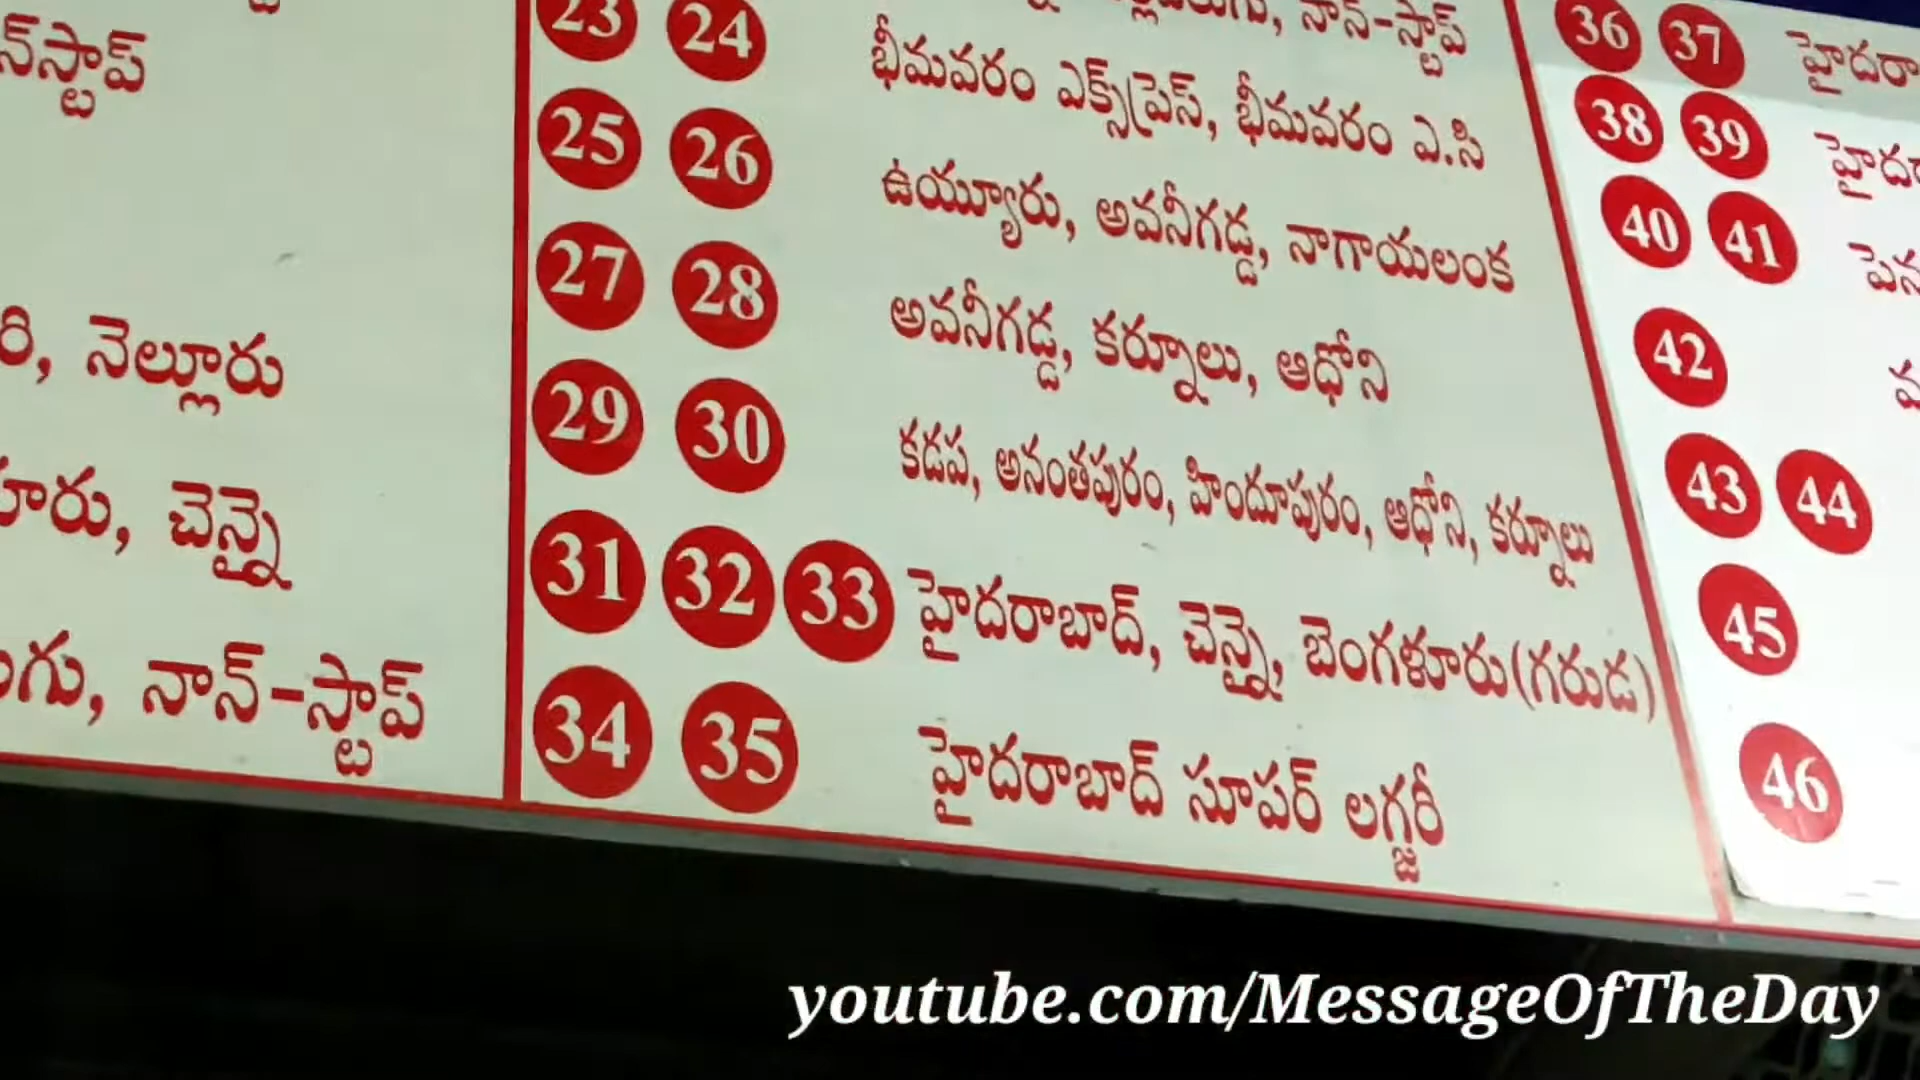 న్‌స్టాప్
నెల్లూరు
చెన్నై
నాన్-స్టాప్
23 24 నాన్-స్టాప్
25 26 భీమవరం ఎక్స్‌ప్రెస్, భీమవరం ఎ.సి
27 28 ఉయ్యూరు, అవనీగడ్డ, నాగాయలంక
29 30 అవనీగడ్డ, కర్నూలు, ఆధోని
కడప, అనంతపురం, హిందూపురం, ఆధోని, కర్నూలు
31 32 33 హైదరాబాద్, చెన్నై, బెంగళూరు(గరుడ)
34 35 హైదరాబాద్ సూపర్ లగ్జరీ
36 37 హైదరా
38 39 హైదరా
40 41 పెన
42
43 44
45
46
youtube.com/MessageOfTheDay